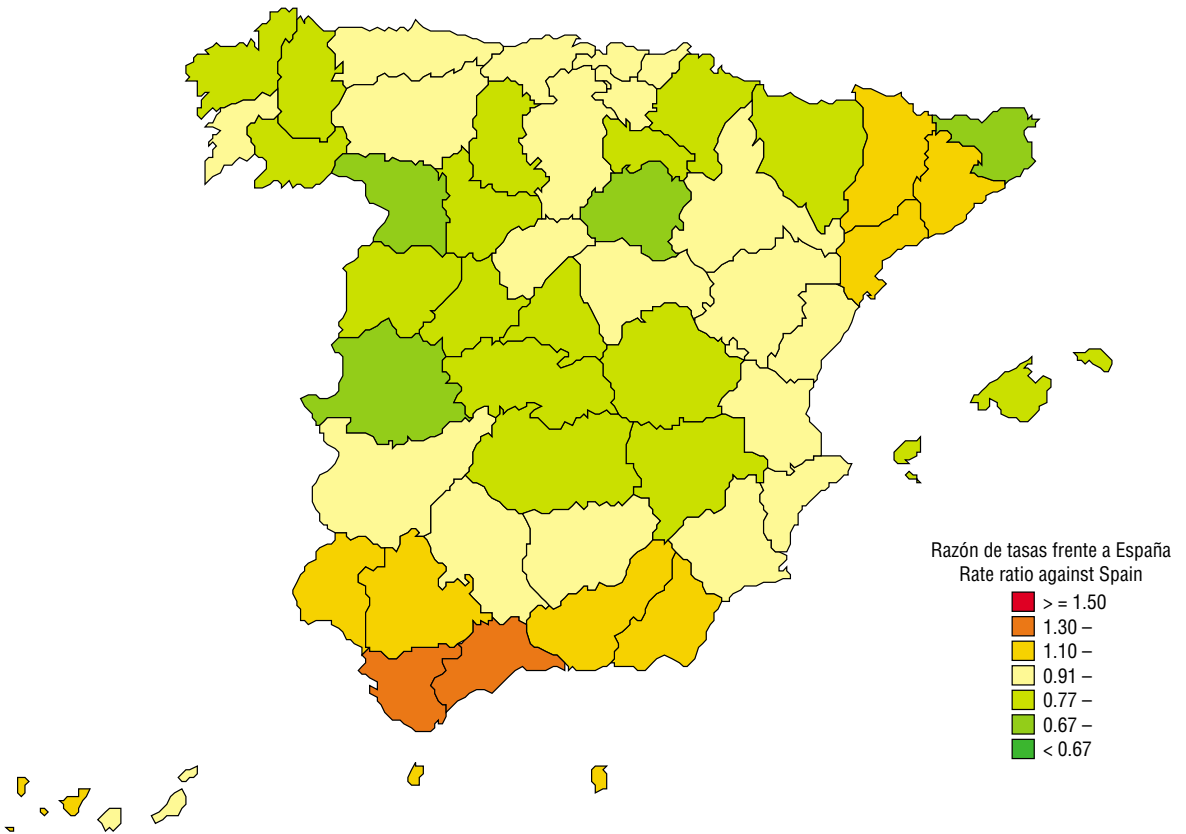 Razón de tasas frente a España
Rate ratio against Spain
> = 1.50
1.30 –
1.10 –
0.91 –
0.77 –
0.67 –
< 0.67